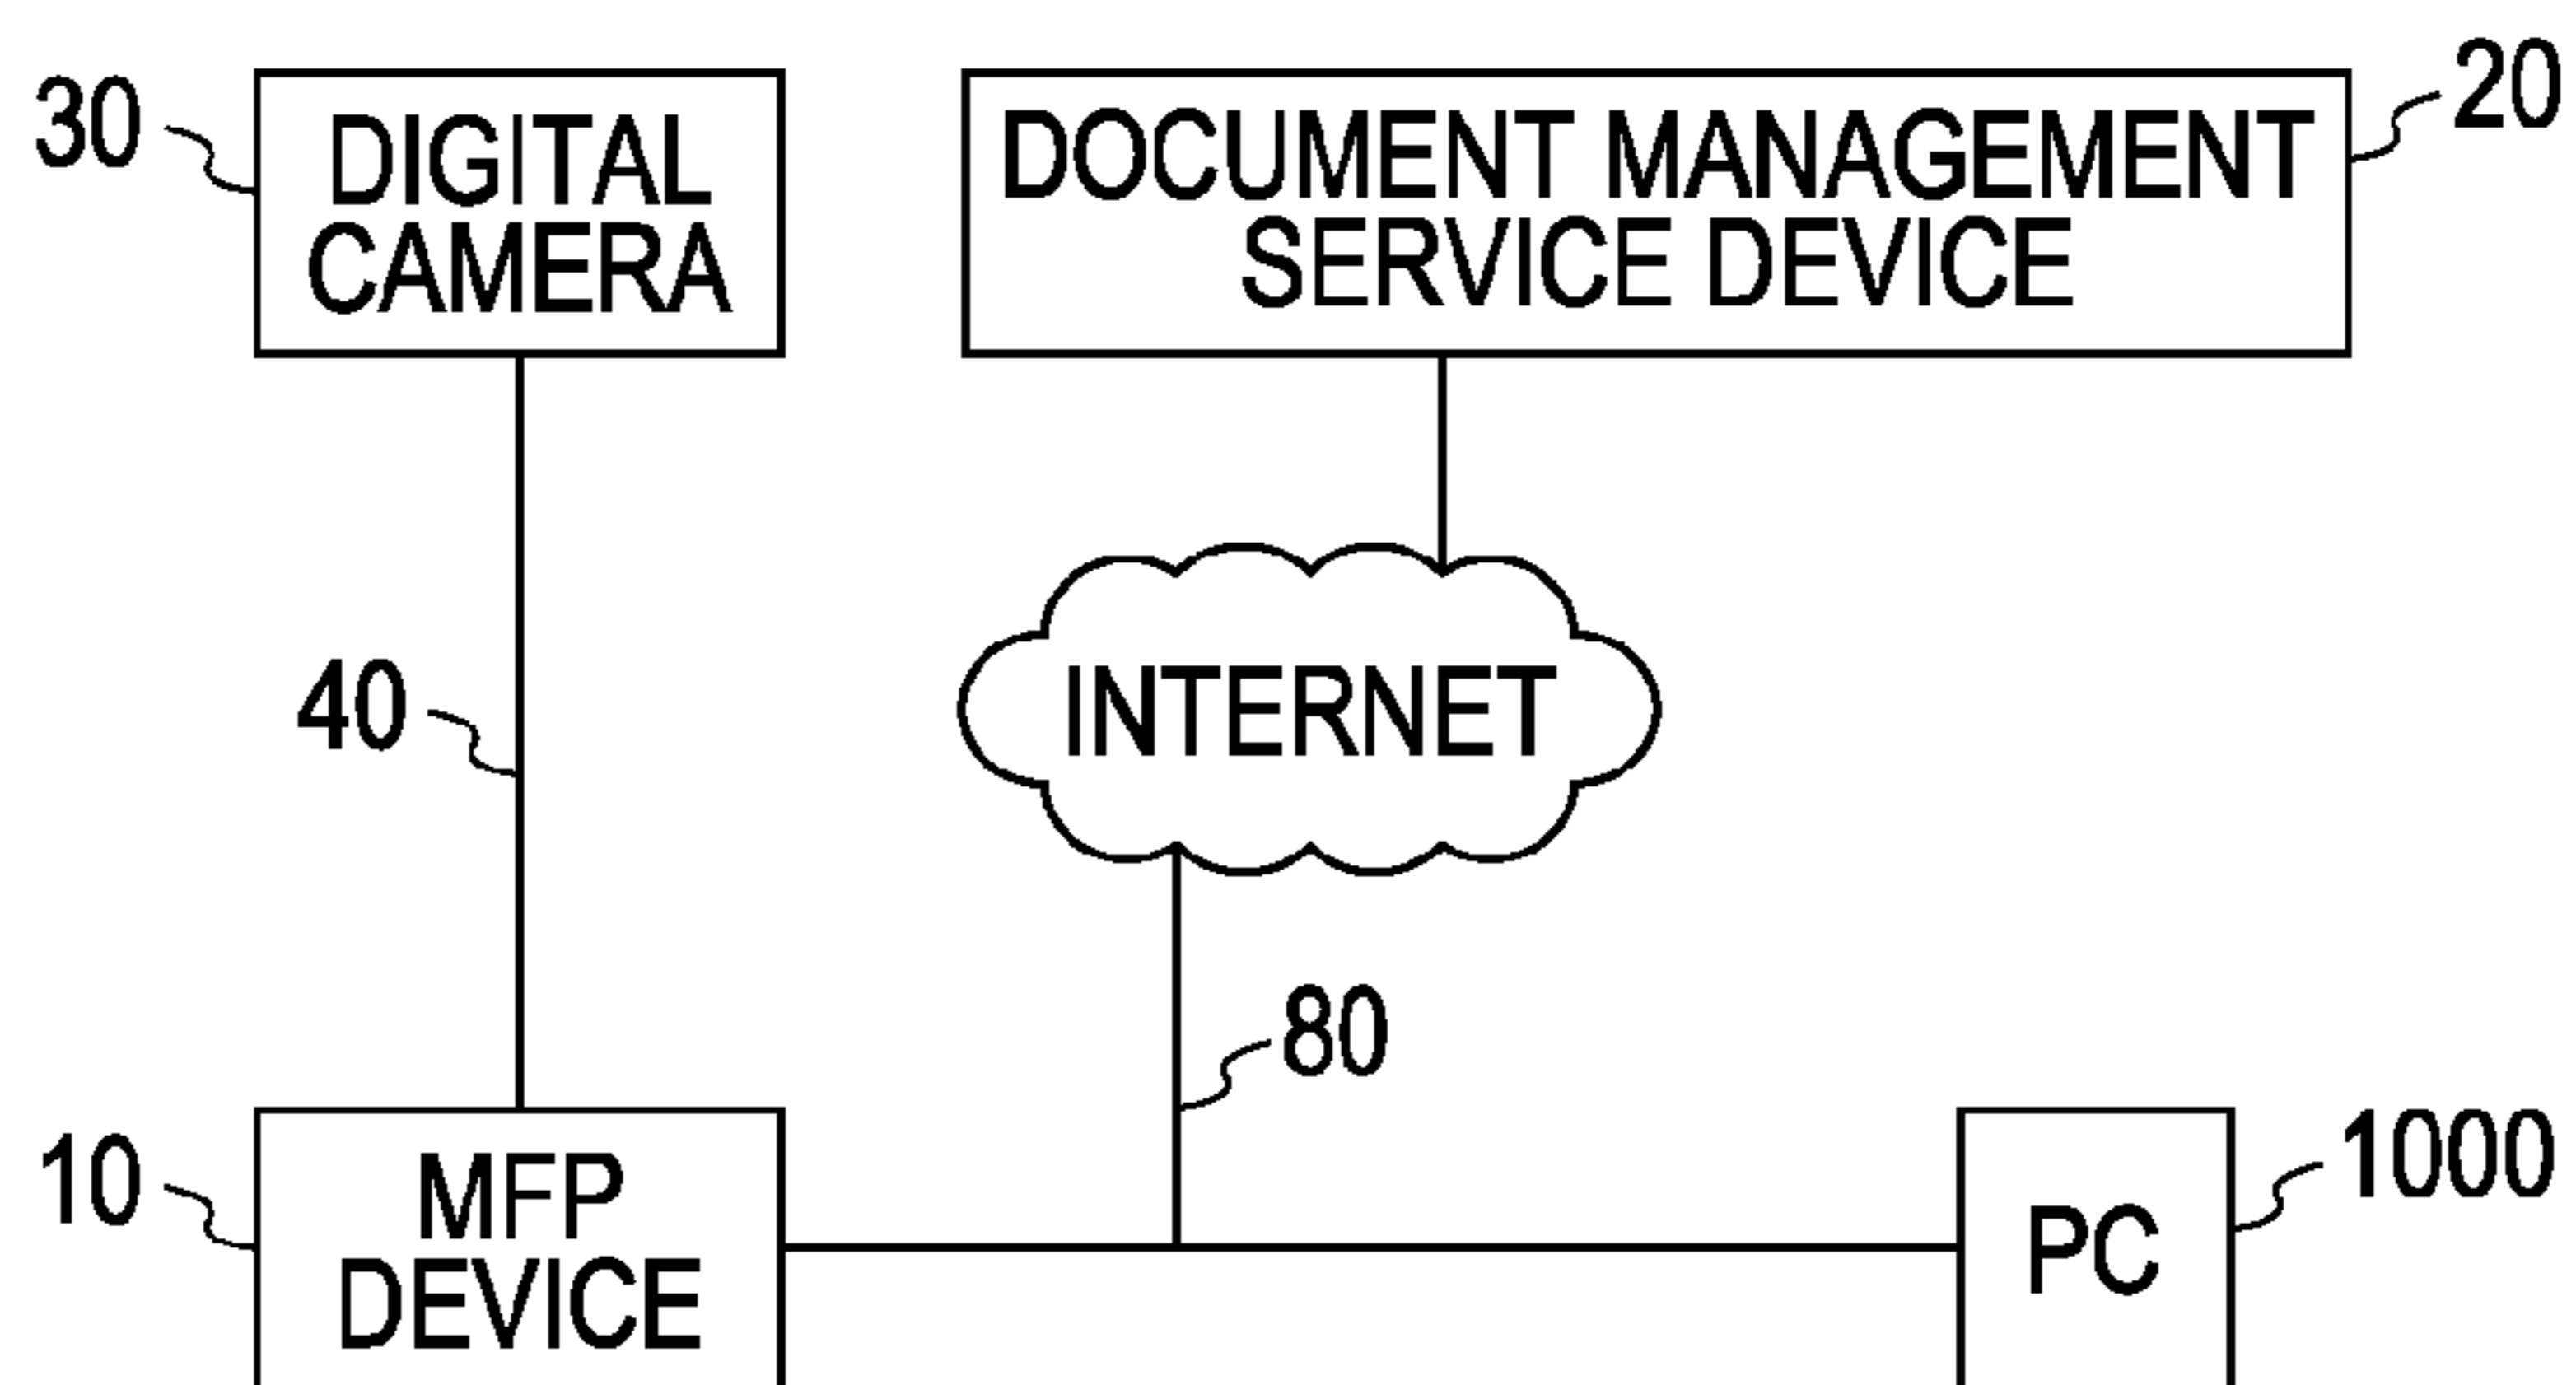 30
DIGITAL
CAMERA
DOCUMENT MANAGEMENT
SERVICE DEVICE
20
40
INTERNET
80
10
MFP
DEVICE
PC
1000